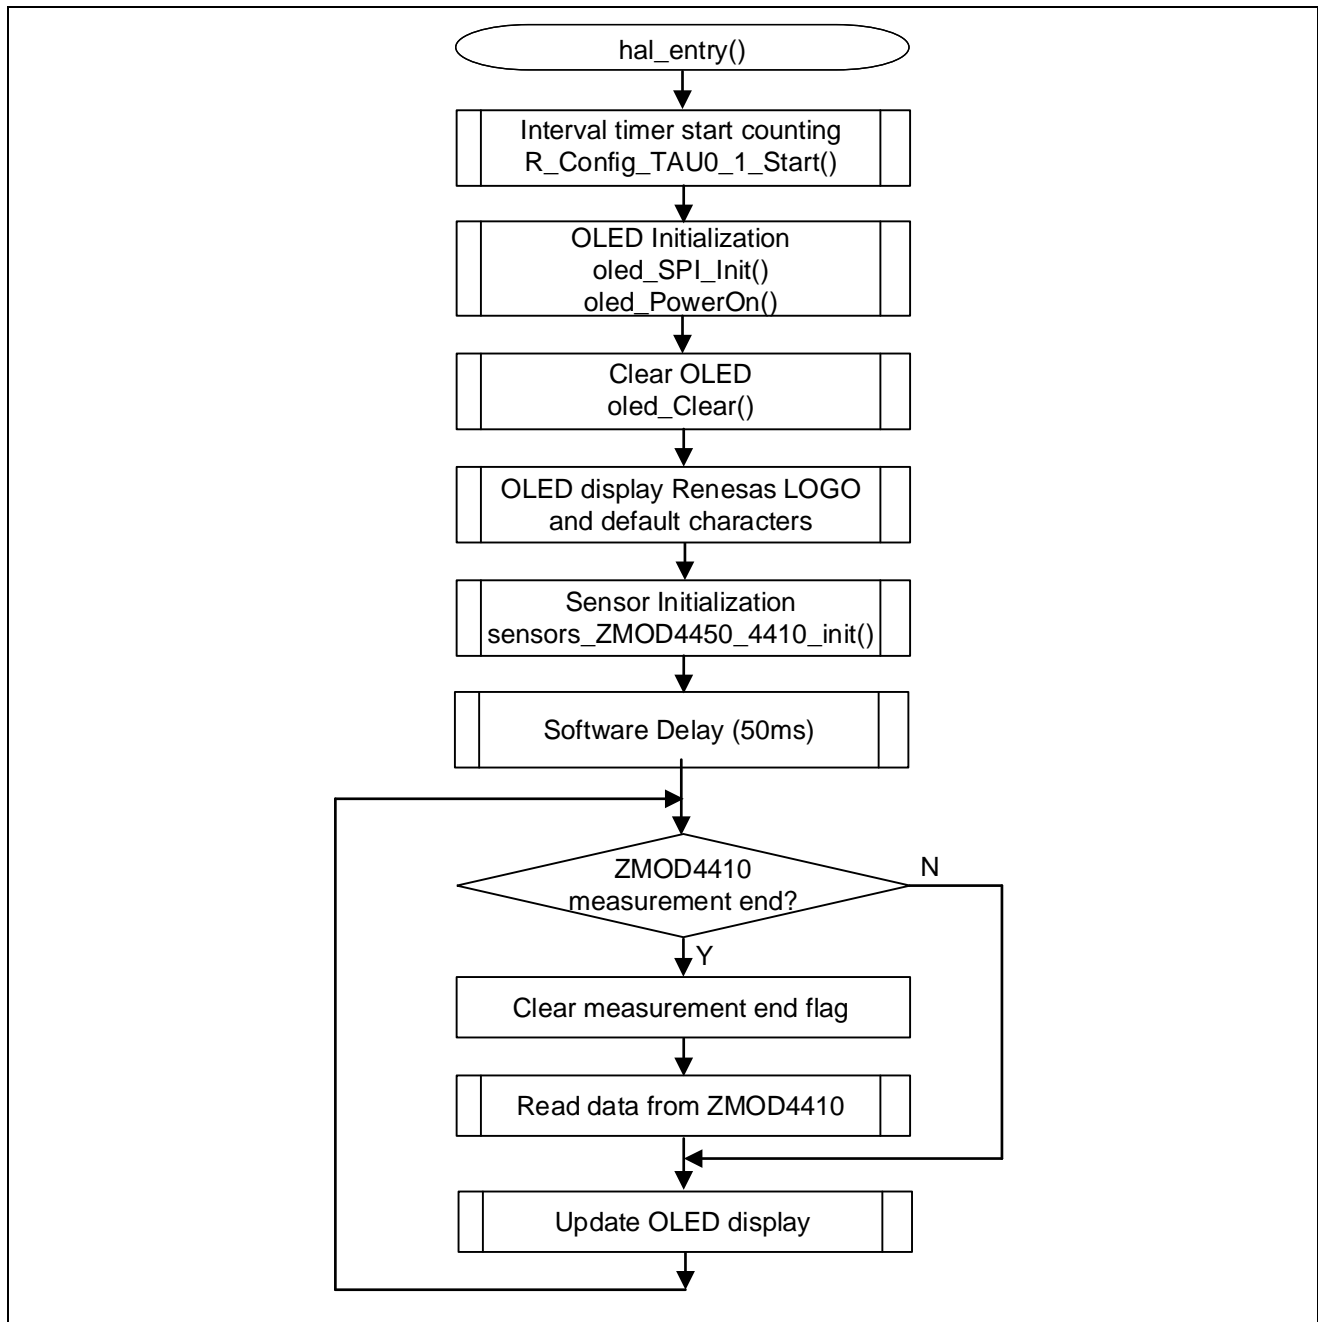 hal_entry()
Interval timer start counting
R_Config_TAU0_1_Start()
OLED Initialization
oled_SPI_Init()
oled_PowerOn()
Clear OLED
oled_Clear()
OLED display Renesas LOGO
and default characters
Sensor Initialization
sensors_ZMOD4450_4410_init()
Software Delay (50ms)
ZMOD4410
measurement end?
N
Y
Clear measurement end flag
Read data from ZMOD4410
Update OLED display